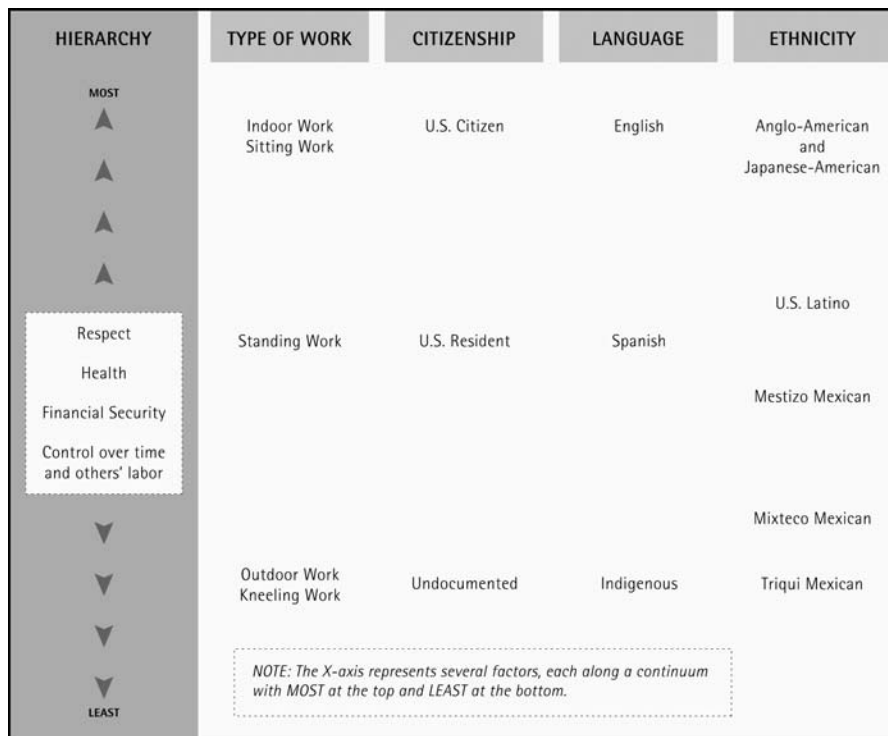 HIERARCHY
TYPE OF WORK
CITIZENSHIP
LANGUAGE
ETHNICITY
MOST
Indoor Work
Sitting Work
U.S. Citizen
English
Anglo-American
and
Japanese-American
U.S. Latino
Respect
Health
Financial Security
Control over time
and others' labor
Standing Work
U.S. Resident
Spanish
Mestizo Mexican
Mixteco Mexican
Outdoor Work
Kneeling Work
Undocumented
Indigenous
Triqui Mexican
NOTE: The X-axis represents several factors, each along a continuum
with MOST at the top and LEAST at the bottom.
LEAST